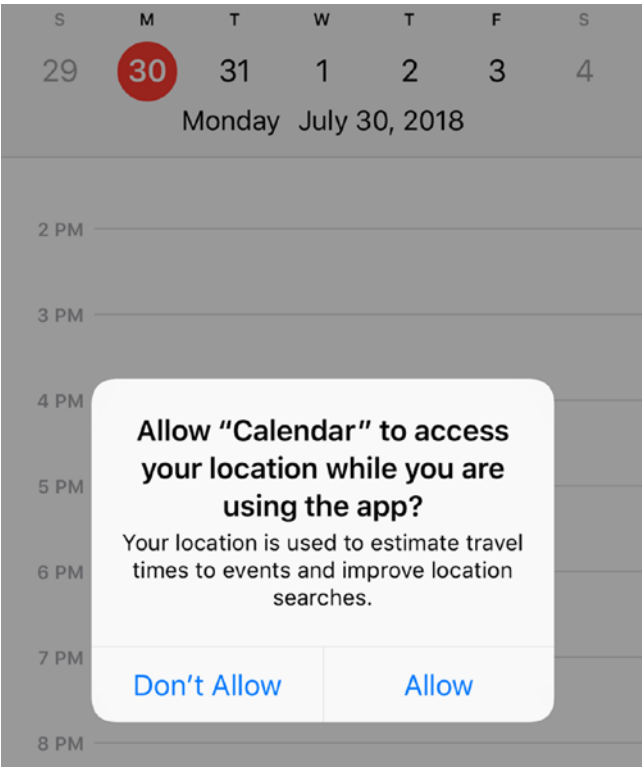 S M T W T F S
29 30 31 1 2 3 4
Monday July 30, 2018
2 PM
3 PM
4 PM
Allow “Calendar” to access
your location while you are
5 PM
using the app?
Your location is used to estimate travel
6 PM
times to events and improve location
searches.
7 PM
Don’t Allow Allow
8 PM